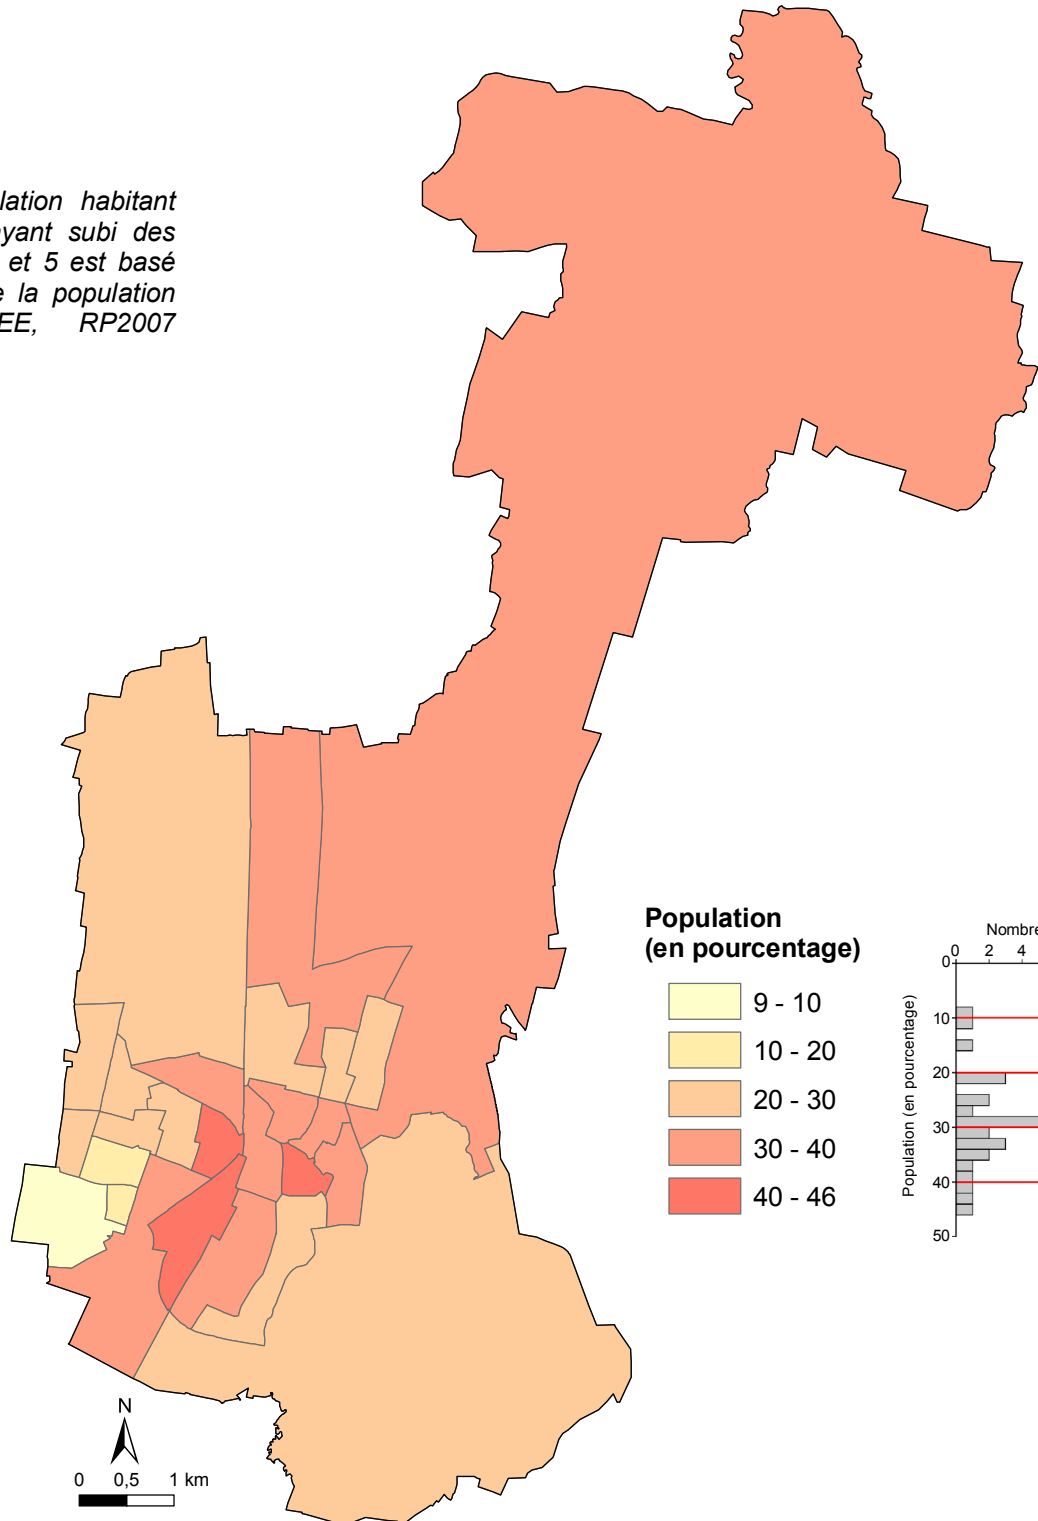 lation habitant
yant subi des
et 5 est basé
e la population
EE, RP2007
Population
(en pourcentage)
9 - 10
10 - 20
20 - 30
30 - 40
40 - 46
Nombre
0 2 4
0
10
20
30
40
50
Population (en pourcentage)
N
0 0,5 1 km